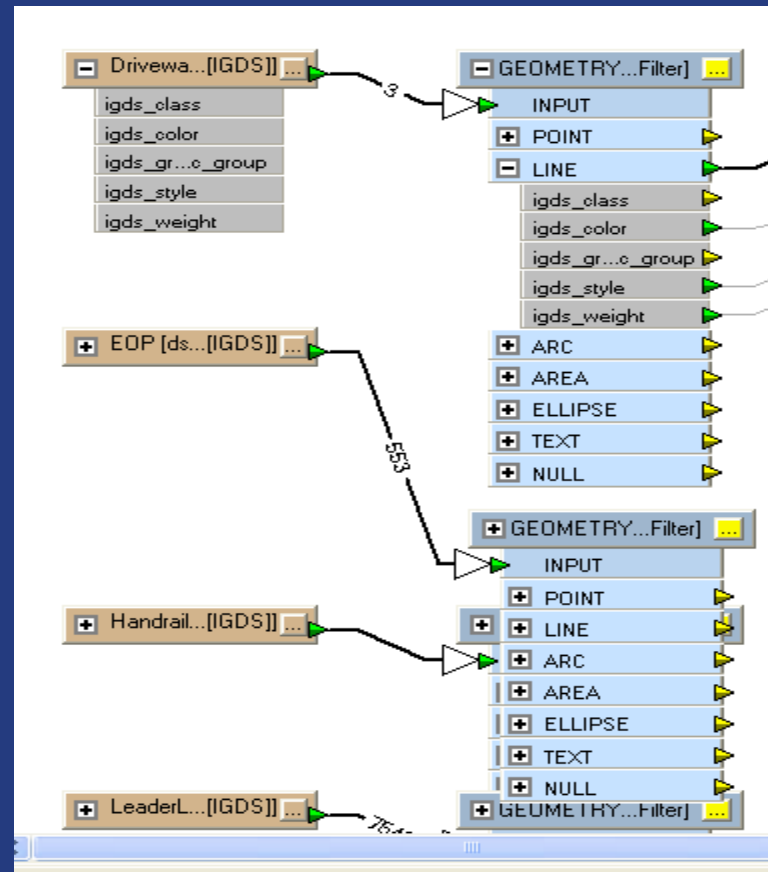 Drivewa...[IGDS]] ...
igds_class
igds_color
igds_gr...c_group
igds_style
igds_weight
3
GEOMETRY...Filter] ...
INPUT
POINT
LINE
igds_class
igds_color
igds_gr...c_group
igds_style
igds_weight
ARC
AREA
ELLIPSE
TEXT
NULL
EOP [ds...[IGDS]] ...
553
GEOMETRY...Filter] ...
INPUT
POINT
LINE
ARC
AREA
ELLIPSE
TEXT
NULL
Handrail...[IGDS]] ...
LeaderL...[IGDS]] ...
GEOMETRY...Filter] ...